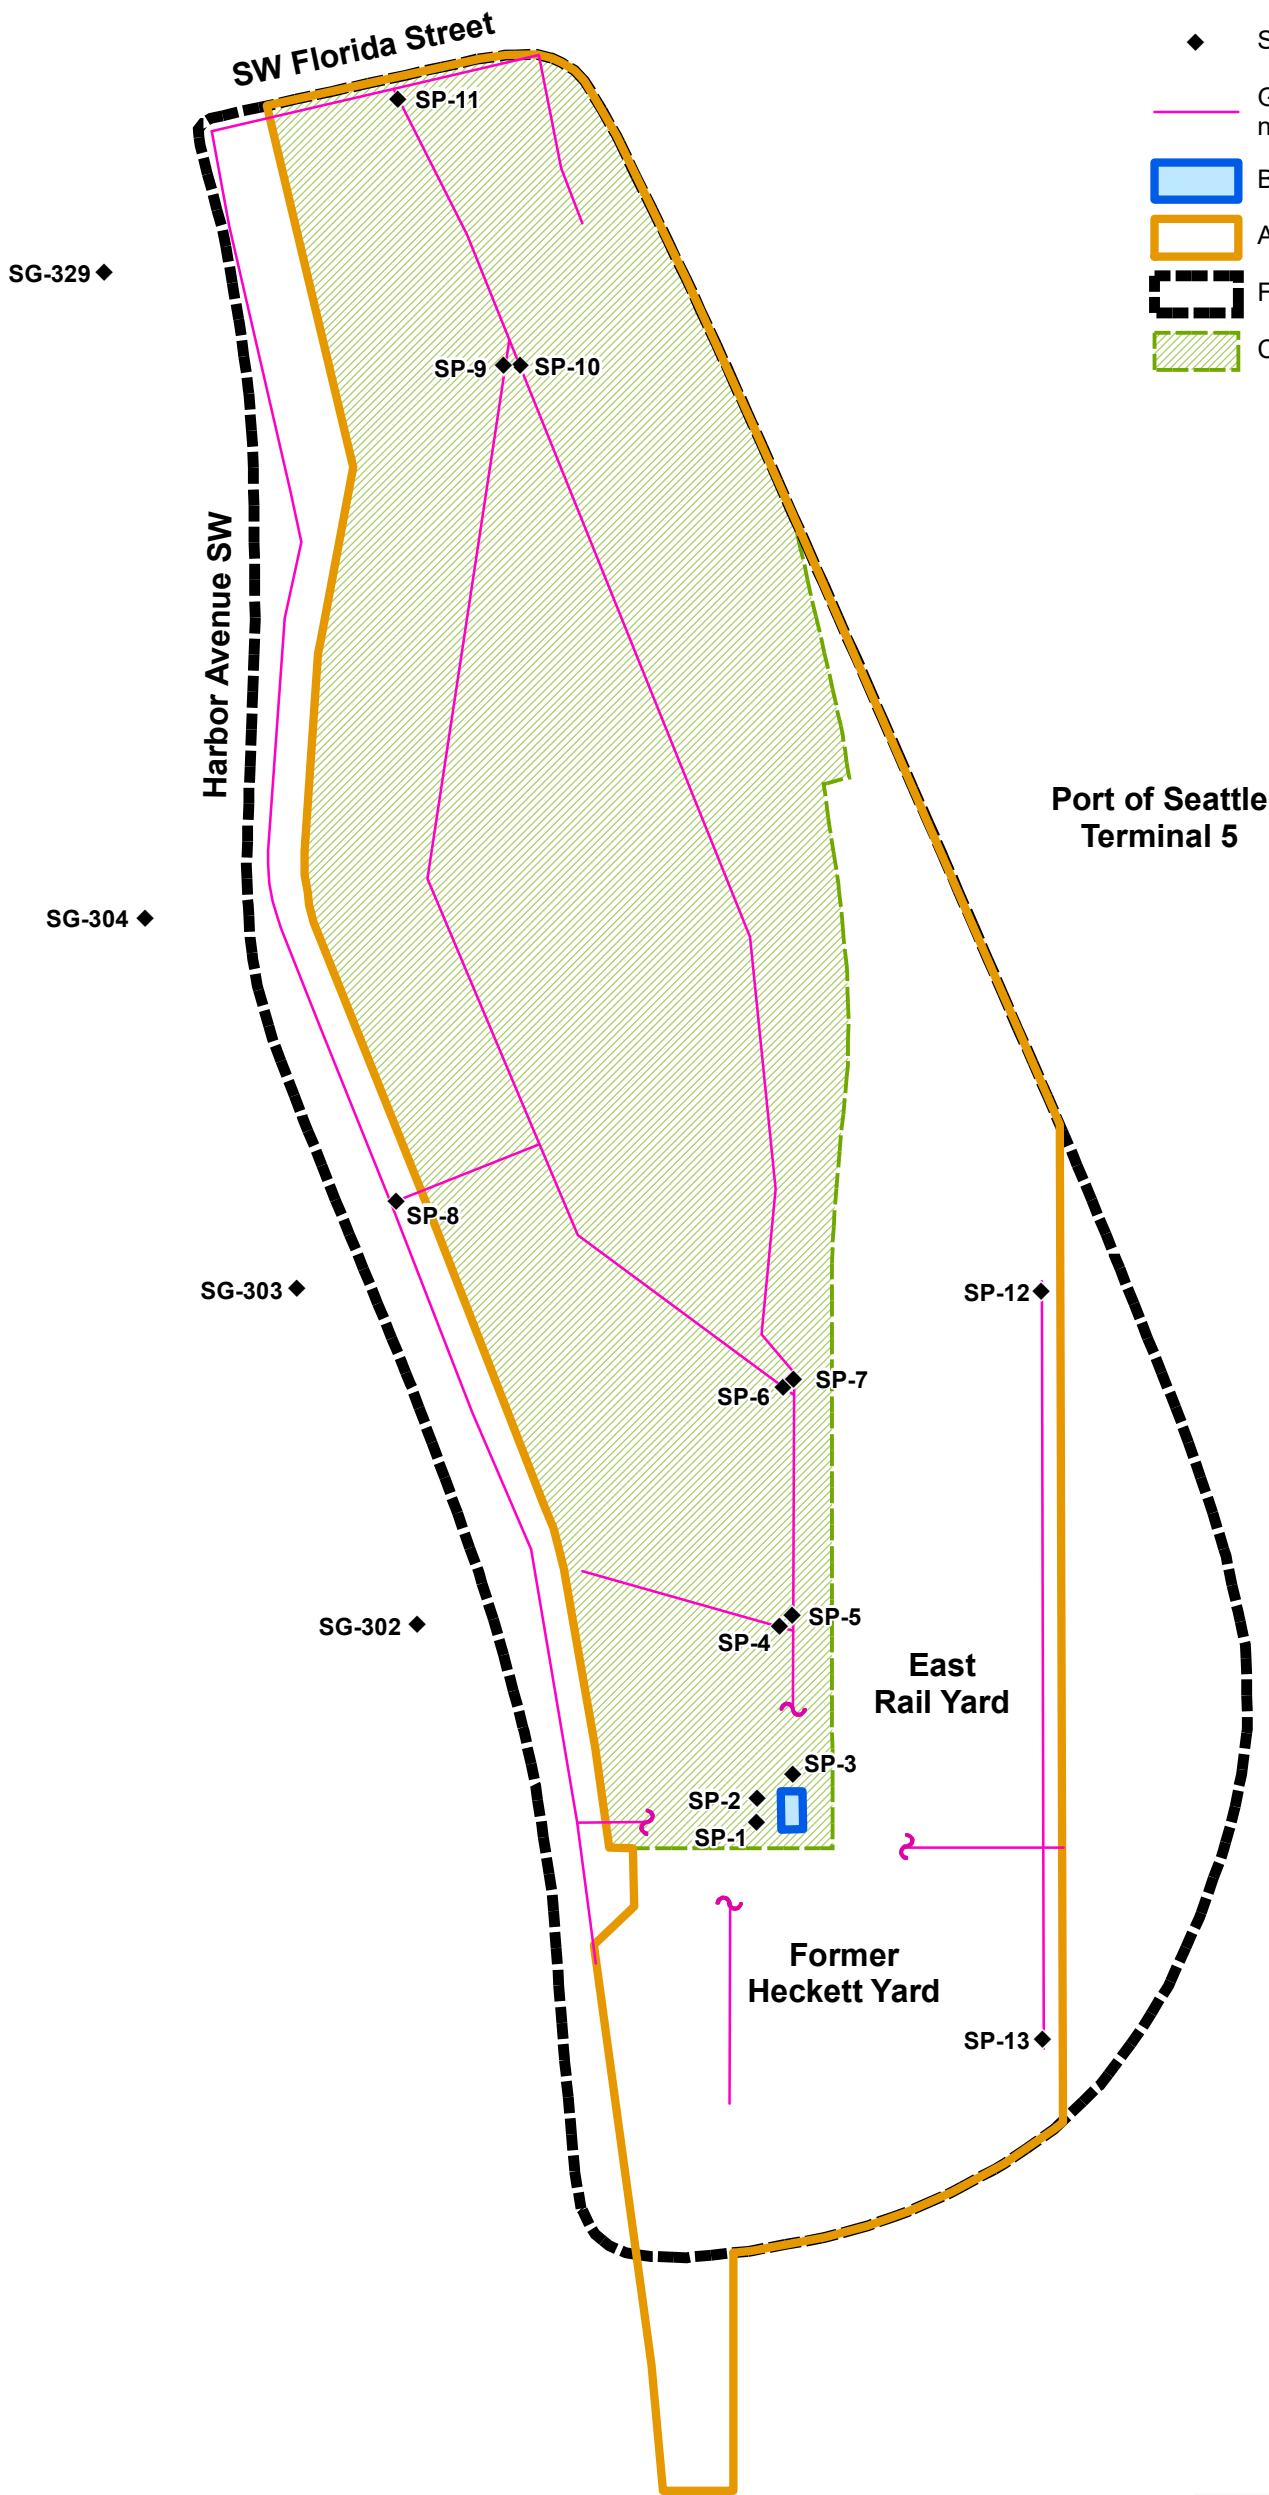 SW Florida Street
S
SP-11
G
n
B
A
SG-329
F
C
SP-9
SP-10
Harbor Avenue SW
Port of Seattle
Terminal 5
SG-304
SP-8
SG-303
SP-12
SP-7
SP-6
SP-5
SG-302
SP-4
East
Rail Yard
SP-3
SP-2
SP-1
Former
Heckett Yard
SP-13